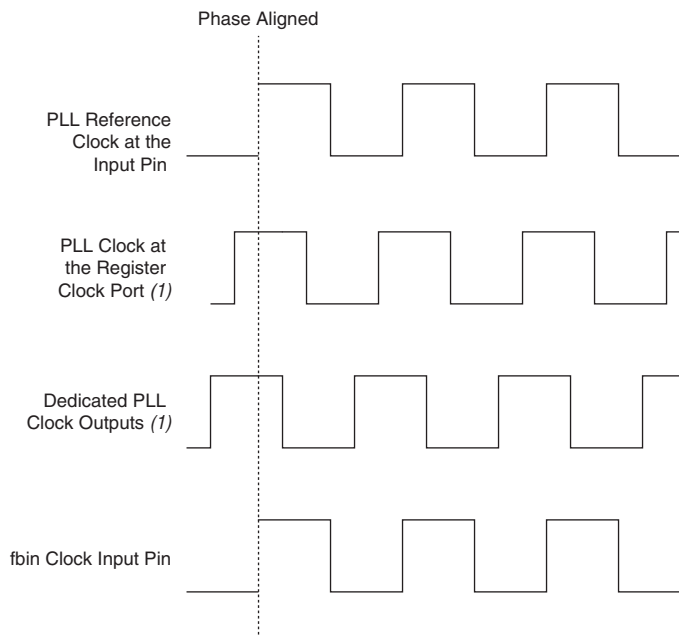 Phase Aligned
PLL Reference
Clock at the
Input Pin
PLL Clock at
the Register
Clock Port (1)
Dedicated PLL
Clock Outputs (1)
fbin Clock Input Pin